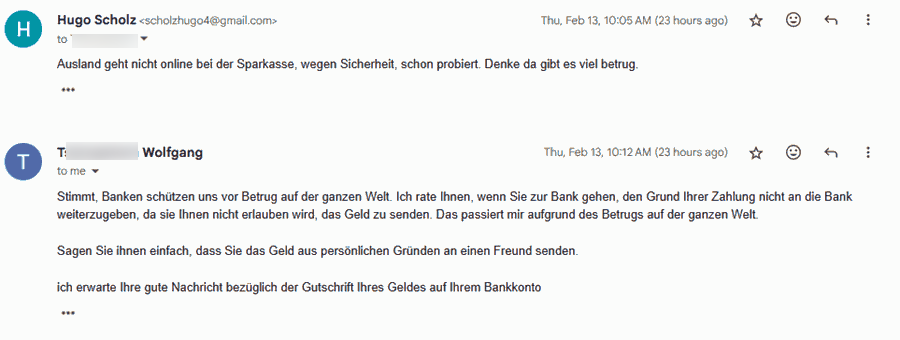 H
Hugo Scholz <scholzhugo4@gmail.com>
Thu, Feb 13, 10:05 AM (23 hours ago)
to
Ausland geht nicht online bei der Sparkasse, wegen Sicherheit, schon probiert. Denke da gibt es viel betrug.
T
Wolfgang
Thu, Feb 13, 10:12 AM (23 hours ago)
to me
Stimmt, Banken schützen uns vor Betrug auf der ganzen Welt. Ich rate Ihnen, wenn Sie zur Bank gehen, den Grund Ihrer Zahlung nicht an die Bank
weiterzugeben, da sie Ihnen nicht erlauben wird, das Geld zu senden. Das passiert mir aufgrund des Betrugs auf der ganzen Welt.
Sagen Sie ihnen einfach, dass Sie das Geld aus persönlichen Gründen an einen Freund senden.
ich erwarte Ihre gute Nachricht bezüglich der Gutschrift Ihres Geldes auf Ihrem Bankkonto